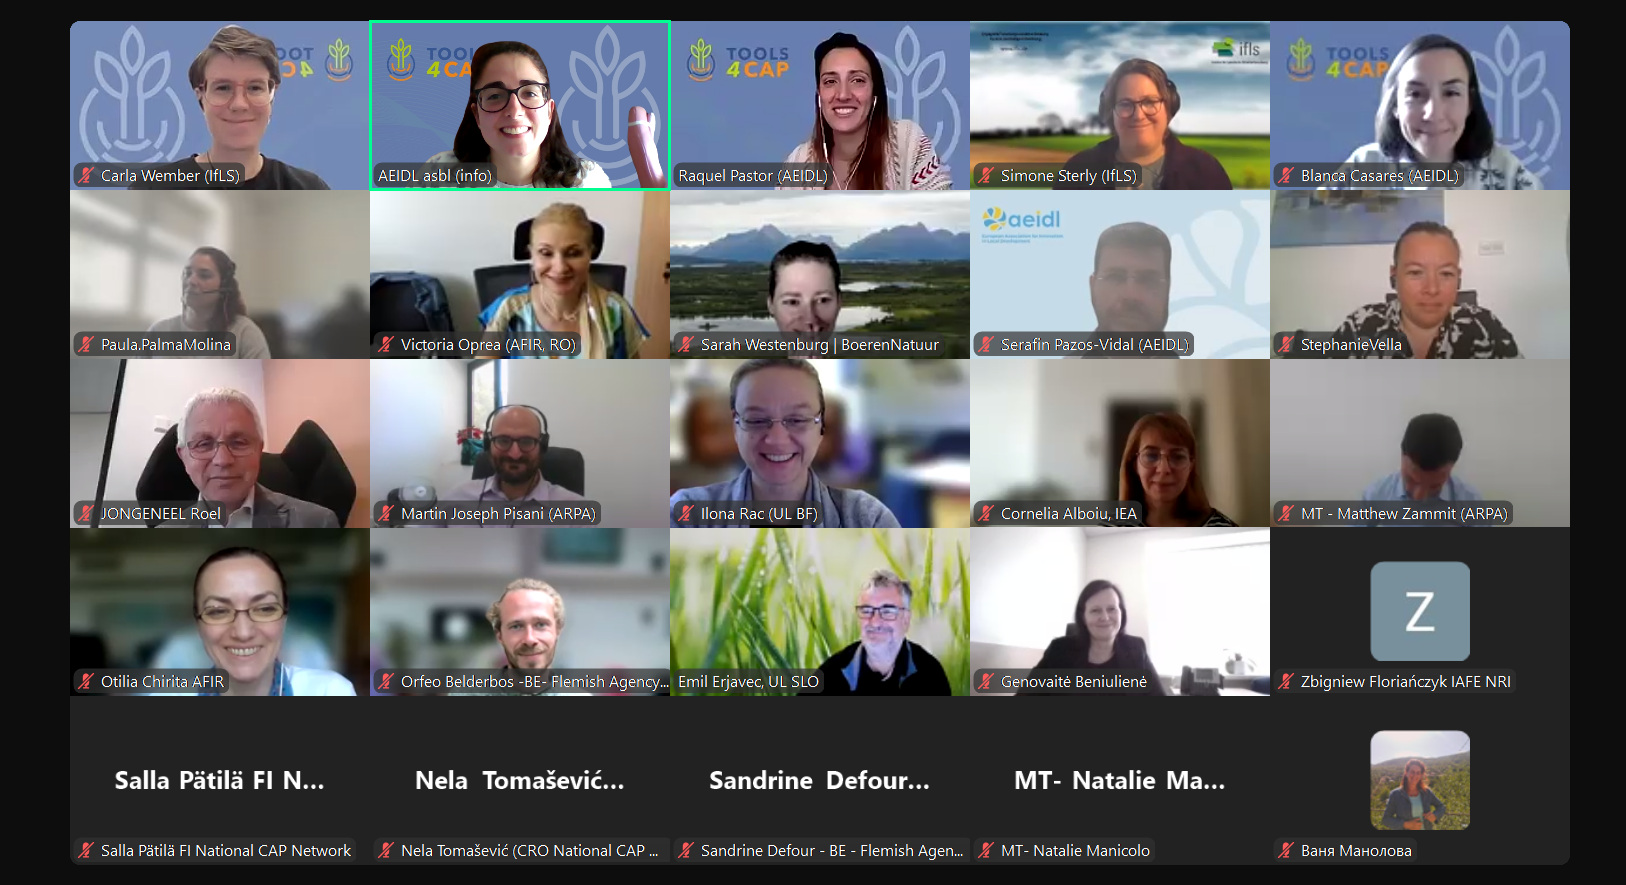 TOOLS
4CAP
Carla Wember (IfLS)
TOOLS
4CAP
AEIDL asbl (info)
TOOLS
4CAP
Raquel Pastor (AEIDL)
ifls
Simone Sterly (IfLS)
TOOLS
4CAP
Blanca Casares (AEIDL)
Paula.PalmaMolina
Victoria Oprea (AFIR, RO)
Sarah Westenburg | BoerenNatuur
aeidl
Serafin Pazos-Vidal (AEIDL)
StephanieVella
JONGENEEL Roel
Martin Joseph Pisani (ARPA)
Ilona Rac (UL BF)
Cornelia Alboiu, IEA
MT - Matthew Zammit (ARPA)
Otilia Chirita AFIR
Orfeo Belderbos -BE- Flemish Agency...
Emil Erjavec, UL SLO
Genovaitė Beniulienė
Z
Zbigniew Floriańczyk IAFE NRI
Salla Pätilä FI N...
Salla Pätilä FI National CAP Network
Nela Tomašević...
Nela Tomašević (CRO National CAP ...
Sandrine Defour...
Sandrine Defour - BE - Flemish Agen...
MT- Natalie Ma...
MT- Natalie Manicolo
Ваня Манолова